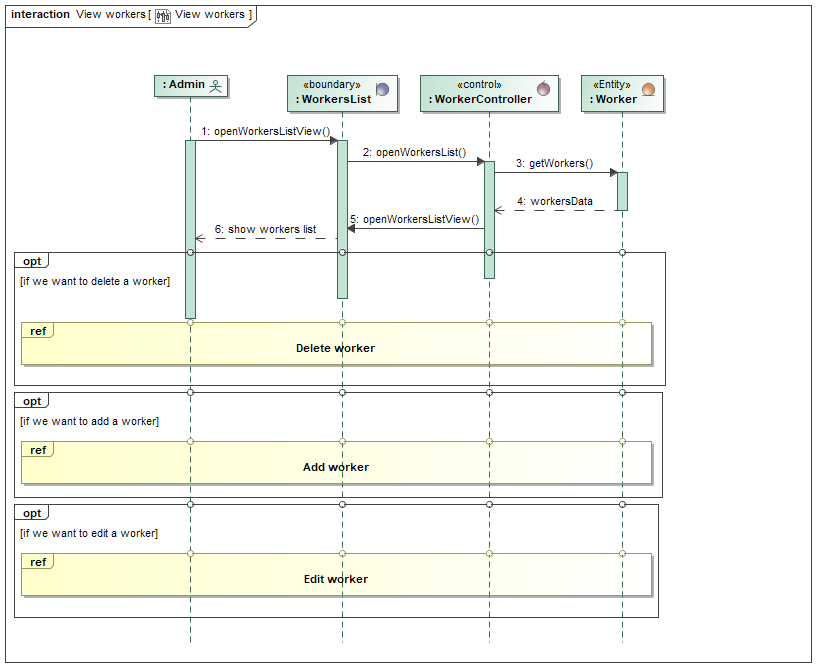 interaction View workers[ View workers ]
: Admin
«boundary»
: WorkersList
«control»
: WorkerController
«Entity»
: Worker
1: openWorkersListView()
2: openWorkersList()
3: getWorkers()
4: workersData
5: openWorkersListView()
6: show workers list
opt
[if we want to delete a worker]
ref
Delete worker
opt
[if we want to add a worker]
ref
Add worker
opt
[if we want to edit a worker]
ref
Edit worker